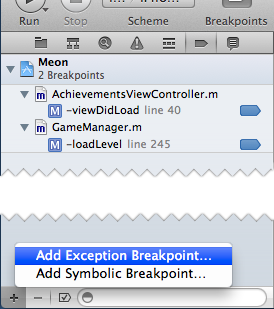 Run Stop Scheme Breakpoints
Meon
2 Breakpoints
AchievementsViewController.m
M -viewDidLoad line 40
m GameManager.m
M -loadLevel line 245
Add Exception Breakpoint...
Add Symbolic Breakpoint...